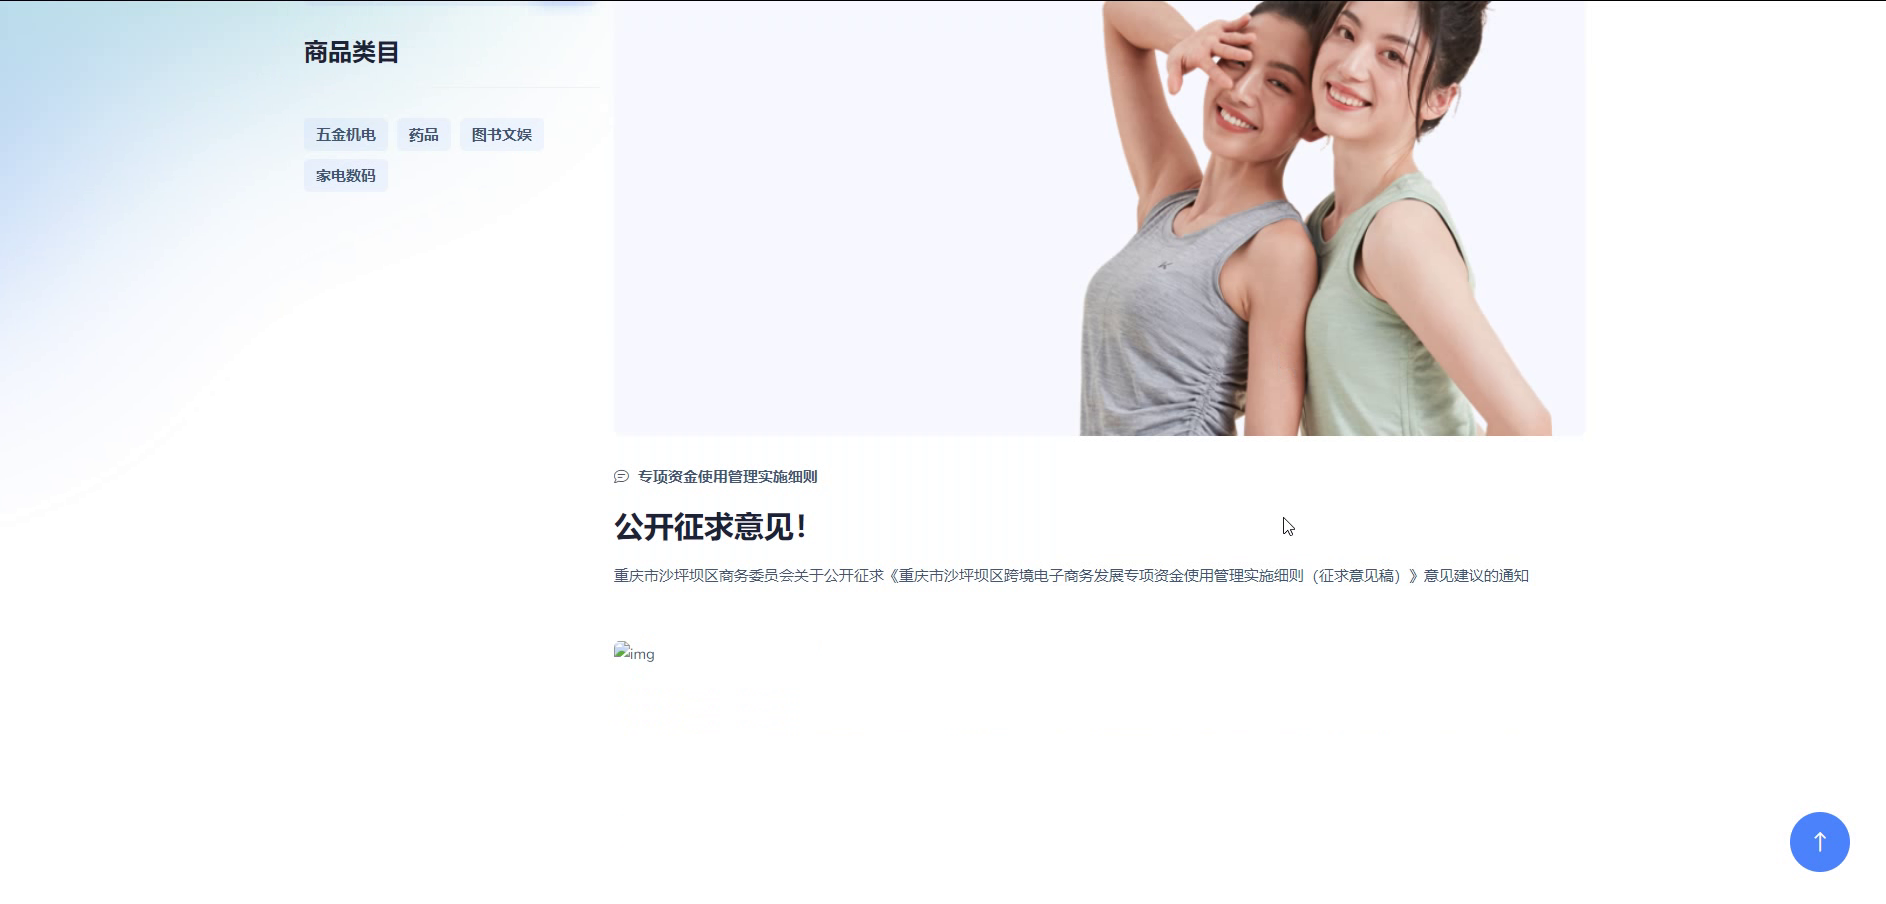 商品类目
五金机电
药品
图书文娱
家电数码
专项资金使用管理实施细则
公开征求意见！
重庆市沙坪坝区商务委员会关于公开征求《重庆市沙坪坝区跨境电子商务发展专项资金使用管理实施细则（征求意见稿）》意见建议的通知
img